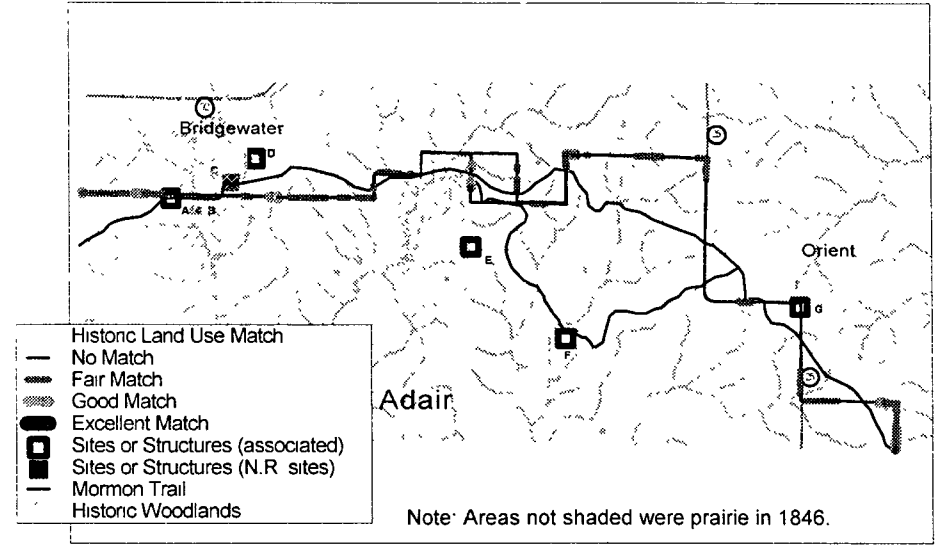 Bridgewater
D
A & B
E
Orient
G
F
Adair
Historic Land Use Match
No Match
Fair Match
Good Match
Excellent Match
Sites or Structures (associated)
Sites or Structures (N.R sites)
Mormon Trail
Historic Woodlands
Note: Areas not shaded were prairie in 1846.